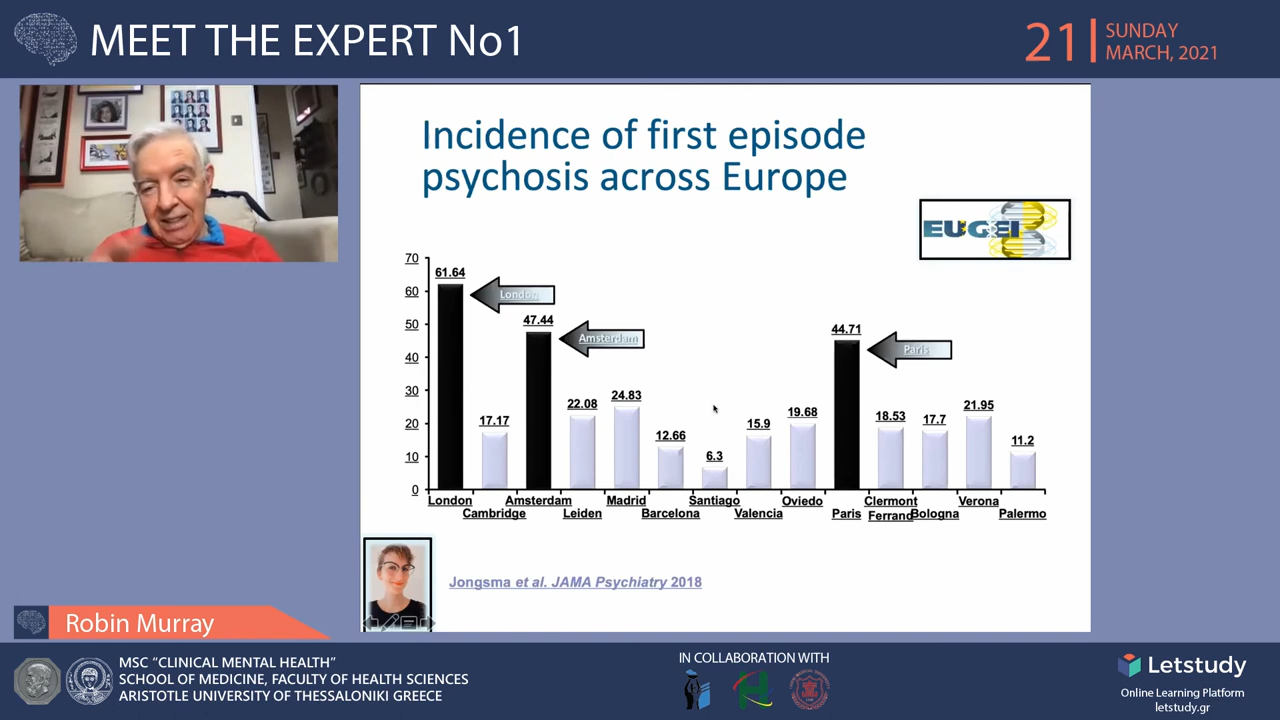 MEET THE EXPERT No1
21
SUNDAY
MARCH, 2021
Incidence of first episode
psychosis across Europe
EUGEI
70
60
50
40
30
20
10
0
61.64
17.17
47.44
22.08
24.83
12.66
6.3
15.9
19.68
44.71
18.53
17.7
21.95
11.2
London
Amsterdam
Paris
London
Cambridge
Amsterdam
Leiden
Madrid
Barcelona
Santiago
Valencia
Oviedo
Paris
Clermont
Ferrand
Bologna
Verona
Palermo
Jongsma et al. JAMA Psychiatry 2018
Robin Murray
MSC “CLINICAL MENTAL HEALTH”
SCHOOL OF MEDICINE, FACULTY OF HEALTH SCIENCES
ARISTOTLE UNIVERSITY OF THESSALONIKI GREECE
IN COLLABORATION WITH
Letstudy
Online Learning Platform
letstudy.gr